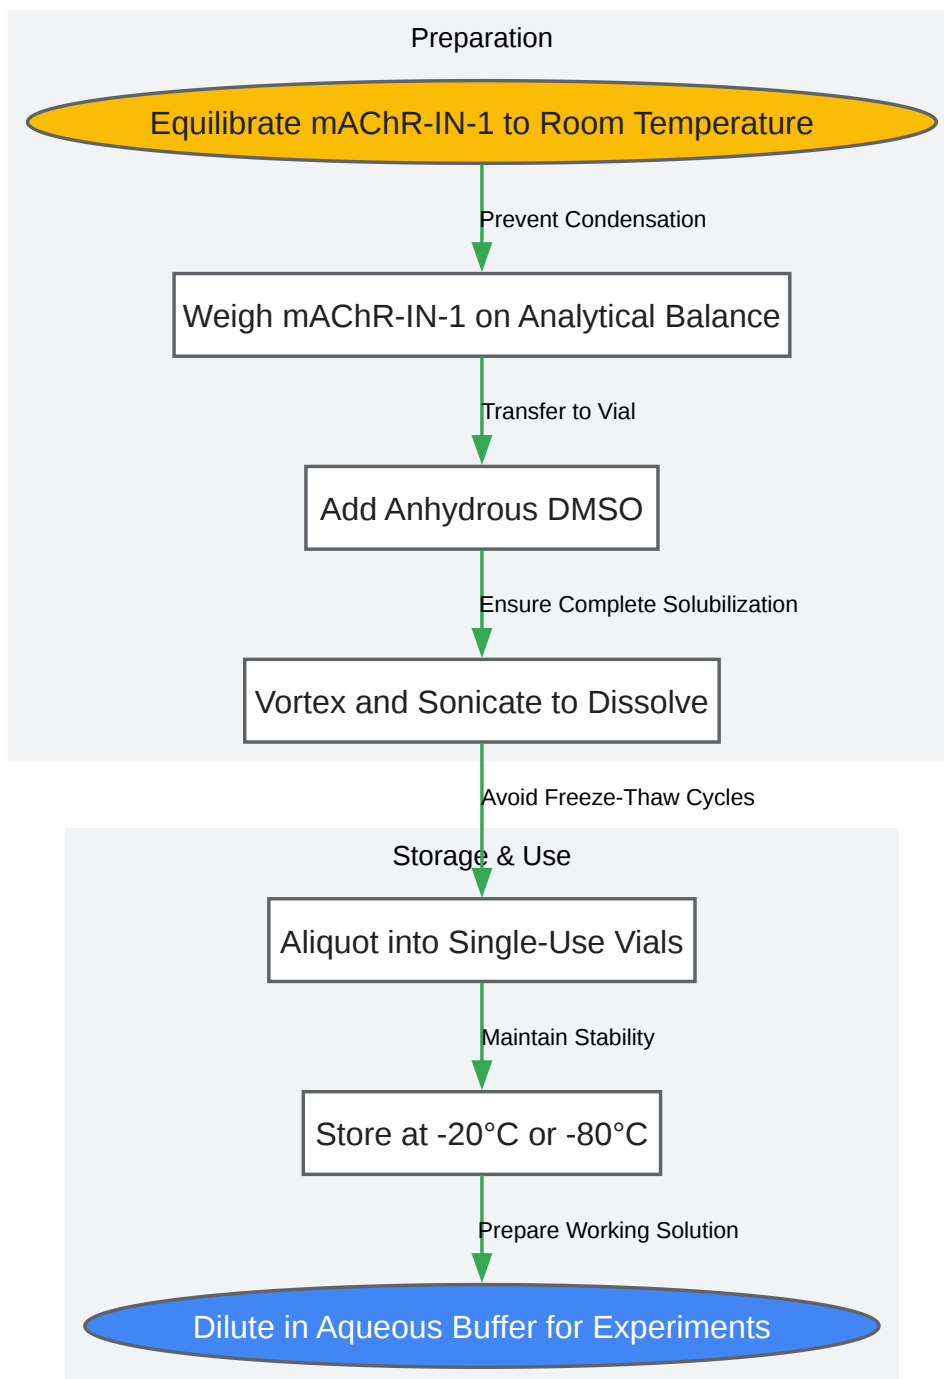 Preparation
Equilibrate mAChR-IN-1 to Room Temperature
Prevent Condensation
Weigh mAChR-IN-1 on Analytical Balance
Transfer to Vial
Add Anhydrous DMSO
Ensure Complete Solubilization
Vortex and Sonicate to Dissolve
Avoid Freeze-Thaw Cycles
Storage & Use
Aliquot into Single-Use Vials
Maintain Stability
Store at -20°C or -80°C
Prepare Working Solution
Dilute in Aqueous Buffer for Experiments